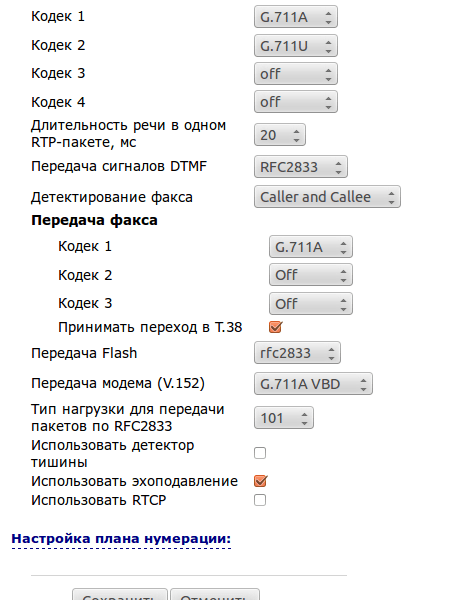 Кодек 1 G.711A
Кодек 2 G.711U
Кодек 3 off
Кодек 4 off
Длительность речи в одном
RTP-пакете, мс 20
Передача сигналов DTMF RFC2833
Детектирование факса Caller and Callee
Передача факса
Кодек 1 G.711A
Кодек 2 Off
Кодек 3 Off
Принимать переход в T.38
Передача Flash rfc2833
Передача модема (V.152) G.711A VBD
Тип нагрузки для передачи
пакетов по RFC2833 101
Использовать детектор
тишины
Использовать эхоподавление
Использовать RTCP
Настройка плана нумерации:
Сохранить Отменить